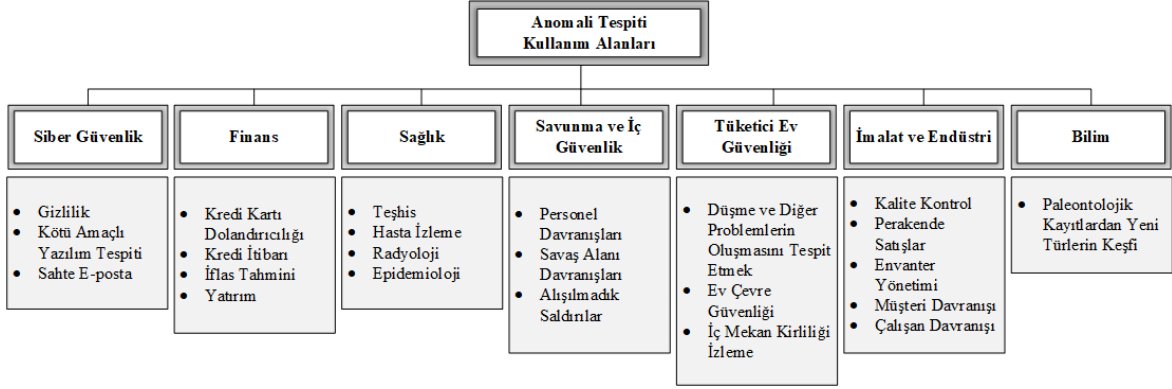 Anomali Tespiti
Kullanım Alanları
Siber Güvenlik
• Gizlilik
• Kötü Amaçlı
Yazılım Tespiti
• Sahte E-posta
Finans
• Kredi Kartı
Dolandırıcılığı
• Kredi İtibarı
• İflas Tahmini
• Yatırım
Sağlık
• Teşhis
• Hasta İzleme
• Radyoloji
• Epidemioloji
Savunma ve İç
Güvenlik
• Personel
Davranışları
• Savaş Alanı
Davranışları
• Alışılmadık
Saldırılar
Tüketici Ev
Güvenliği
• Düşme ve Diğer
Problemlerin
Oluşmasını Tespit
Etmek
• Ev Çevre
Güvenliği
• İç Mekan Kirliliği
İzleme
İmalat ve Endüstri
• Kalite Kontrol
• Perakende
Satışlar
• Envanter
Yönetimi
• Müşteri Davranışı
• Çalışan Davranışı
Bilim
• Paleontolojik
Kayıtlardan Yeni
Türlerin Keşfi